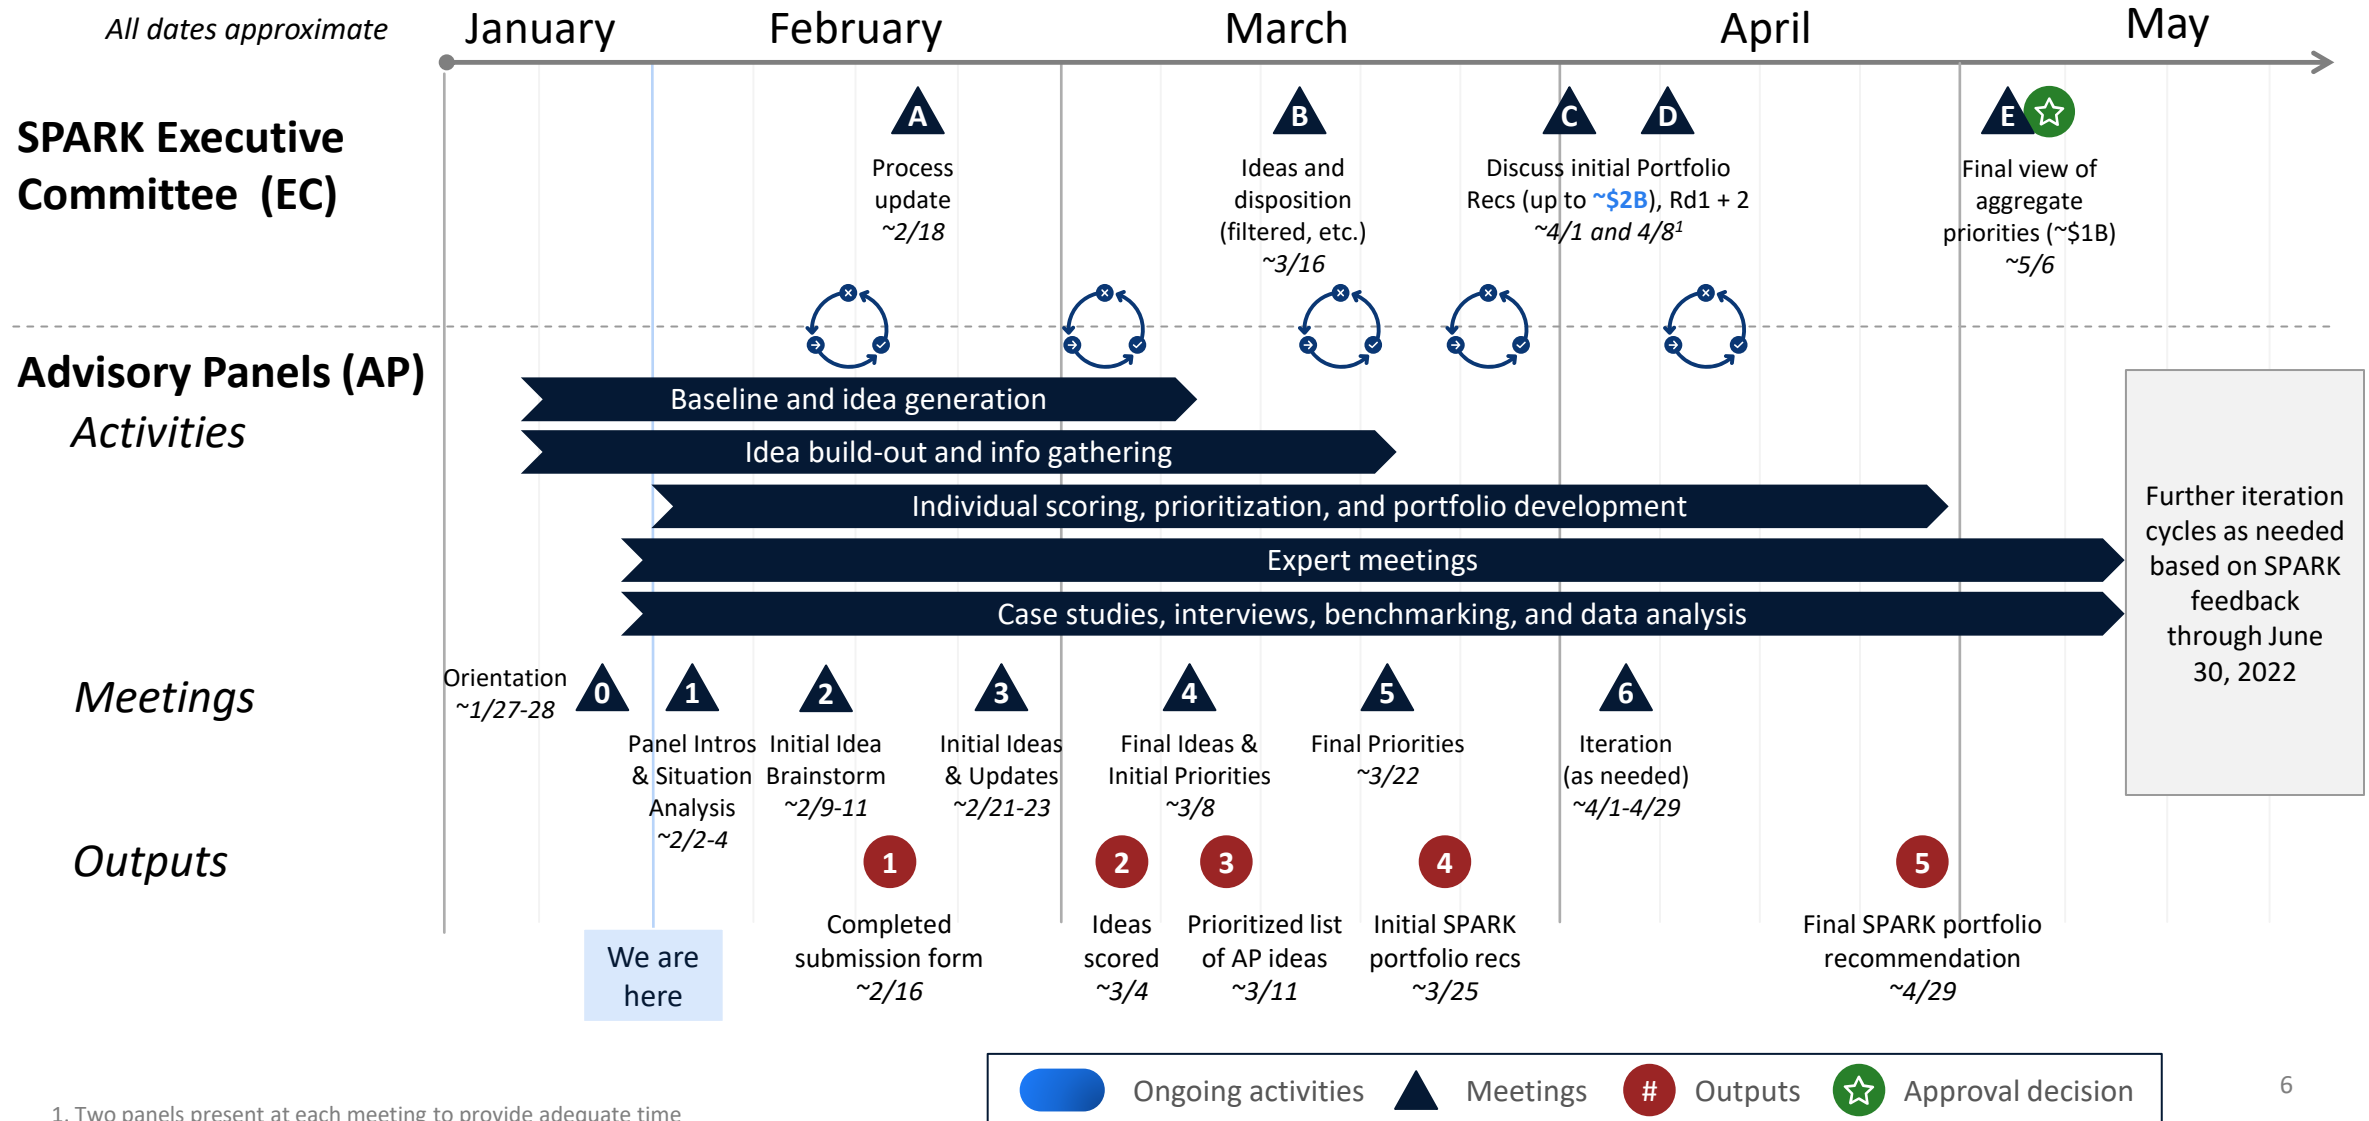 All dates approximate
January
February
March
April
May
SPARK Executive
Committee (EC)
A
Process
update
~2/18
B
Ideas and
disposition
(filtered, etc.)
~3/16
C
D
Discuss initial Portfolio
Recs (up to ~$2B), Rd1 + 2
~4/1 and 4/8¹
E
Final view of
aggregate
priorities (~$1B)
~5/6
Advisory Panels (AP)
Activities
Baseline and idea generation
Idea build-out and info gathering
Individual scoring, prioritization, and portfolio development
Expert meetings
Case studies, interviews, benchmarking, and data analysis
Further iteration
cycles as needed
based on SPARK
feedback
through June
30, 2022
Meetings
Orientation
~1/27-28
0
1
Panel Intros
& Situation
Analysis
~2/2-4
2
Initial Idea
Brainstorm
~2/9-11
3
Initial Ideas
& Updates
~2/21-23
4
Final Ideas &
Initial Priorities
~3/8
5
Final Priorities
~3/22
6
Iteration
(as needed)
~4/1-4/29
Outputs
1
Completed
submission form
~2/16
2
Ideas
scored
~3/4
3
Prioritized list
of AP ideas
~3/11
4
Initial SPARK
portfolio recs
~3/25
5
Final SPARK portfolio
recommendation
~4/29
We are
here
Ongoing activities
Meetings
# Outputs
Approval decision
6
1. Two panels present at each meeting to provide adequate time